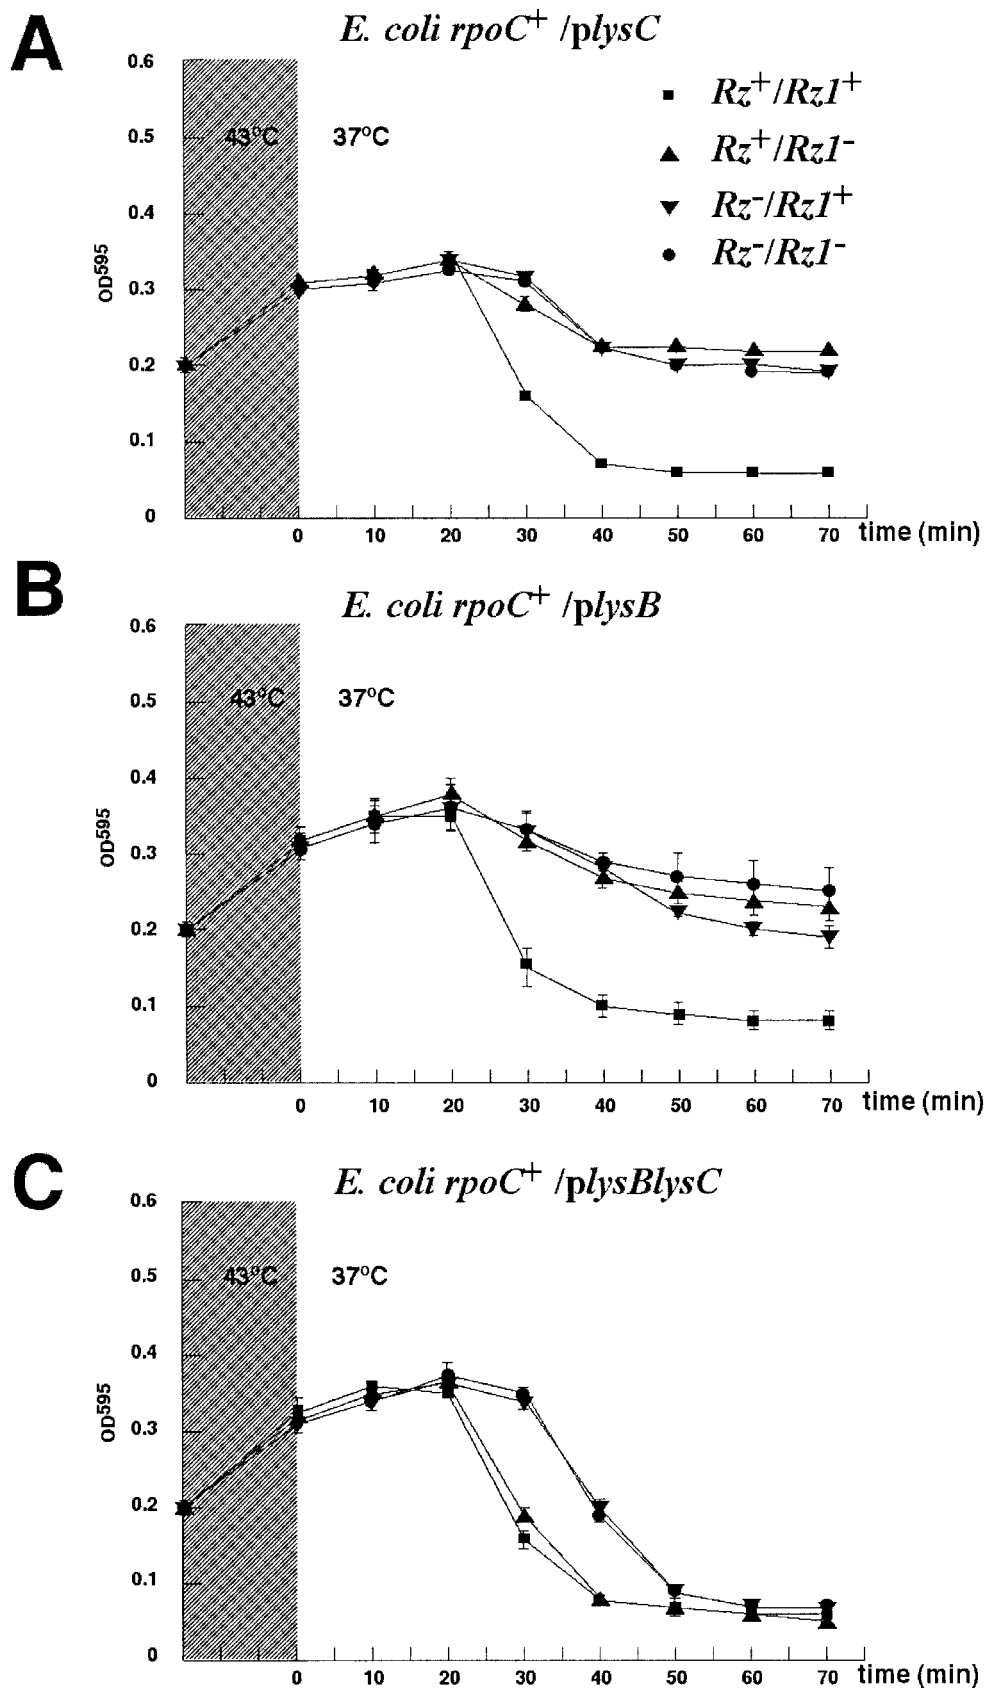 A
E. coli rpoC+ /plysC
0.6
Rz+/Rz1+
0.5
43°C
37°C
Rz+/Rz1-
0.4
Rz-/Rz1+
Rz-/Rz1-
OD595
0.3
0.2
0.1
0
0 10 20 30 40 50 60 70 time (min)
B
E. coli rpoC+ /plysB
0.6
0.5
43°C
37°C
0.4
OD595
0.3
0.2
0.1
0
0 10 20 30 40 50 60 70 time (min)
C
E. coli rpoC+ /plysBlysC
0.6
0.5
43°C
37°C
0.4
OD595
0.3
0.2
0.1
0
0 10 20 30 40 50 60 70 time (min)